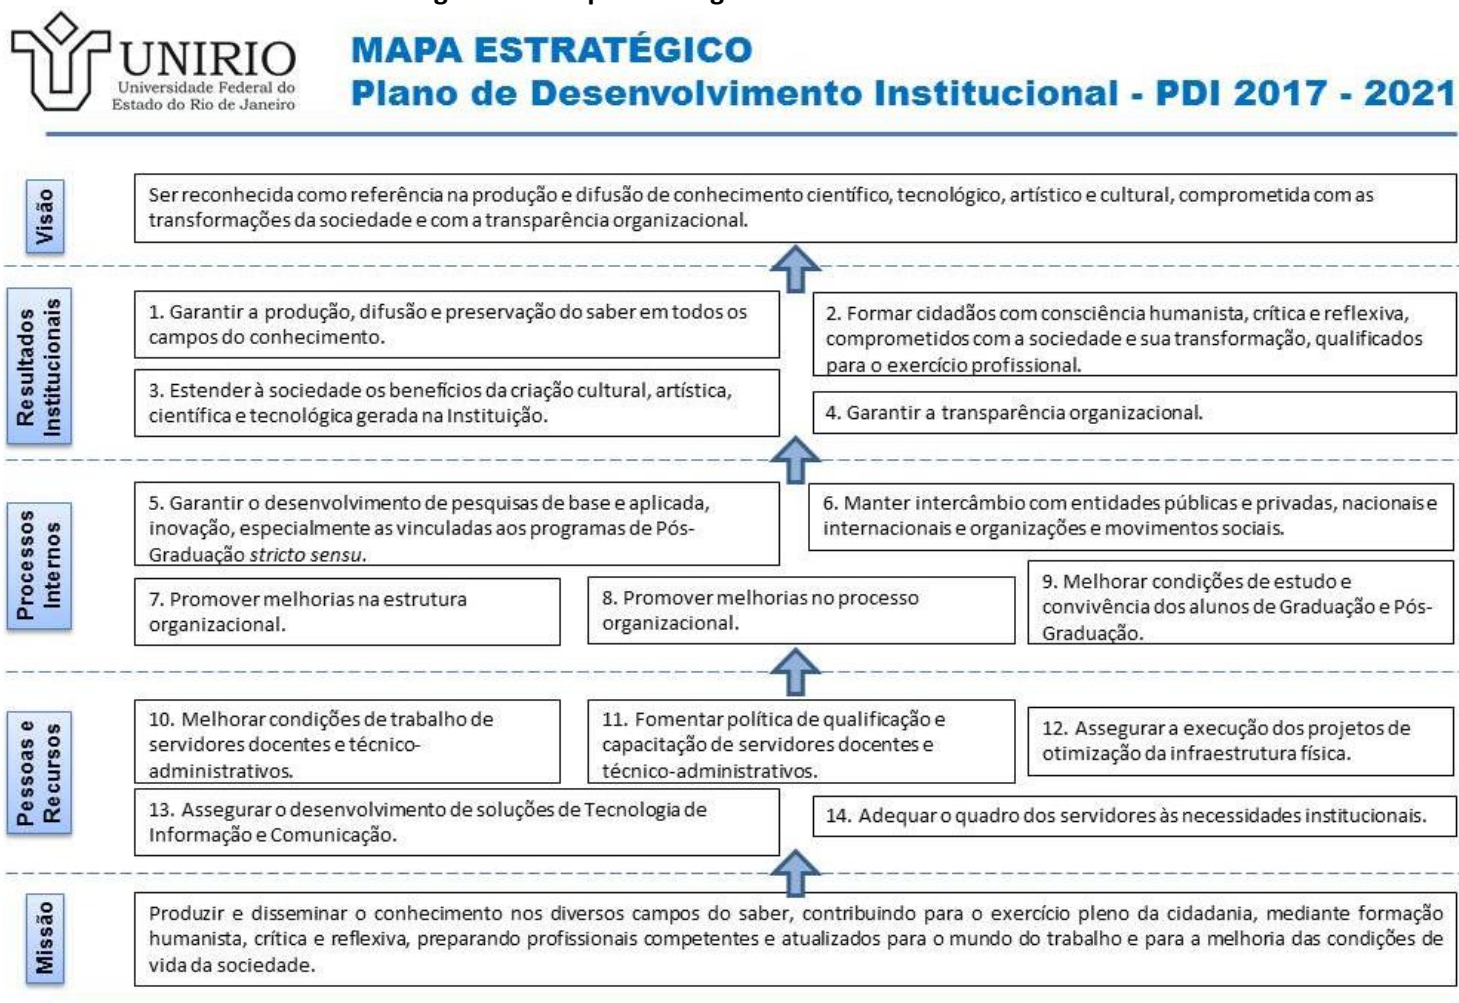 UNIRIO
Universidade Federal do
Estado do Rio de Janeiro
MAPA ESTRATÉGICO
Plano de Desenvolvimento Institucional - PDI 2017 - 2021
Visão
Ser reconhecida como referência na produção e difusão de conhecimento científico, tecnológico, artístico e cultural, comprometida com as
transformações da sociedade e com a transparência organizacional.
Resultados
Institucionais
1. Garantir a produção, difusão e preservação do saber em todos os
campos do conhecimento.
2. Formar cidadãos com consciência humanista, crítica e reflexiva,
comprometidos com a sociedade e sua transformação, qualificados
para o exercício profissional.
3. Estender à sociedade os benefícios da criação cultural, artística,
científica e tecnológica gerada na Instituição.
4. Garantir a transparência organizacional.
Processos
Internos
5. Garantir o desenvolvimento de pesquisas de base e aplicada,
inovação, especialmente as vinculadas aos programas de Pós-
Graduação stricto sensu.
6. Manter intercâmbio com entidades públicas e privadas, nacionais e
internacionais e organizações e movimentos sociais.
7. Promover melhorias na estrutura
organizacional.
8. Promover melhorias no processo
organizacional.
9. Melhorar condições de estudo e
convivência dos alunos de Graduação e Pós-
Graduação.
Pessoas e
Recursos
10. Melhorar condições de trabalho de
servidores docentes e técnico-
administrativos.
11. Fomentar política de qualificação e
capacitação de servidores docentes e
técnico-administrativos.
12. Assegurar a execução dos projetos de
otimização da infraestrutura física.
13. Assegurar o desenvolvimento de soluções de Tecnologia de
Informação e Comunicação.
14. Adequar o quadro dos servidores às necessidades institucionais.
Missão
Produzir e disseminar o conhecimento nos diversos campos do saber, contribuindo para o exercício pleno da cidadania, mediante formação
humanista, crítica e reflexiva, preparando profissionais competentes e atualizados para o mundo do trabalho e para a melhoria das condições de
vida da sociedade.